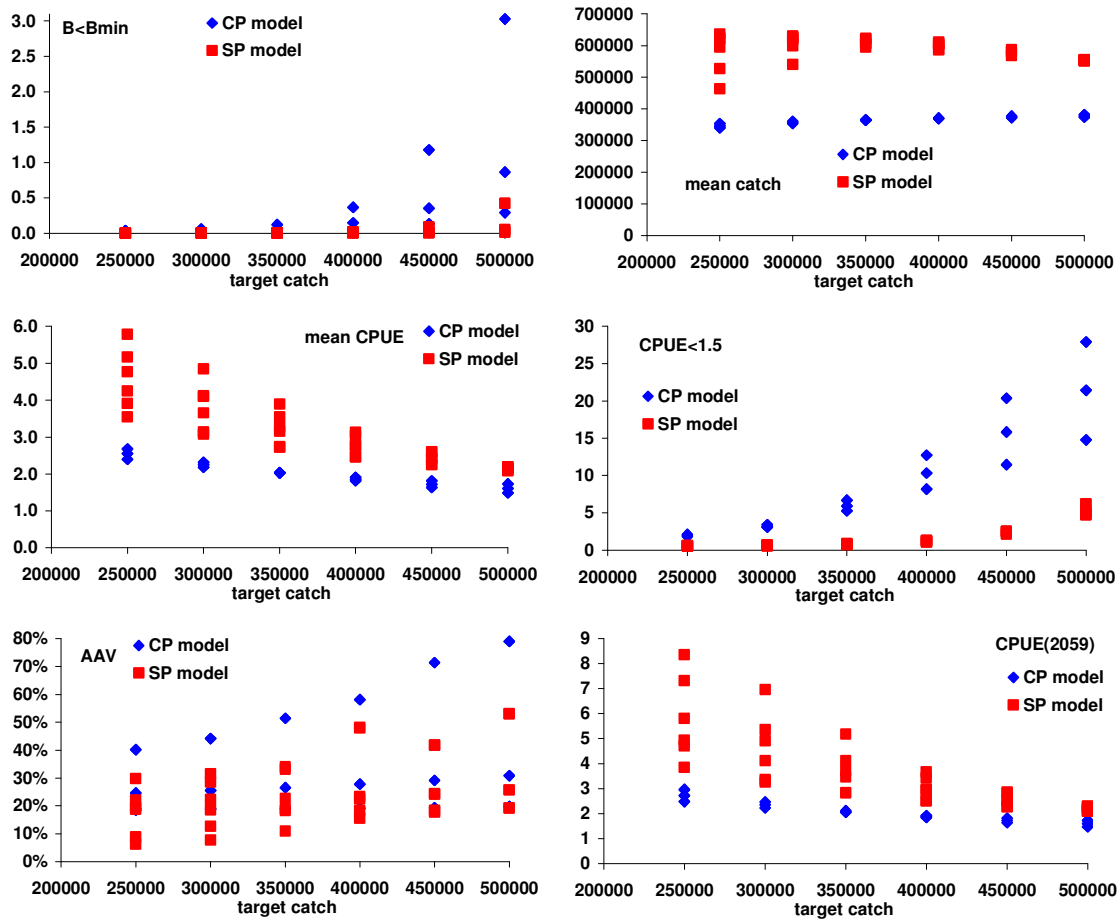 B<Bmin
CP model
SP model
3.0
2.5
2.0
1.5
1.0
0.5
0.0
200000 250000 300000 350000 400000 450000 500000
target catch
700000
600000
500000
400000
300000
200000
100000
0
CP model
SP model
mean catch
200000 250000 300000 350000 400000 450000 500000
target catch
mean CPUE
CP model
SP model
6.0
5.0
4.0
3.0
2.0
1.0
0.0
200000 250000 300000 350000 400000 450000 500000
target catch
CPUE<1.5
CP model
SP model
30
25
20
15
10
5
0
200000 250000 300000 350000 400000 450000 500000
target catch
AAV
CP model
SP model
80%
70%
60%
50%
40%
30%
20%
10%
0%
200000 250000 300000 350000 400000 450000 500000
target catch
CPUE(2059)
CP model
SP model
9
8
7
6
5
4
3
2
1
0
200000 250000 300000 350000 400000 450000 500000
target catch